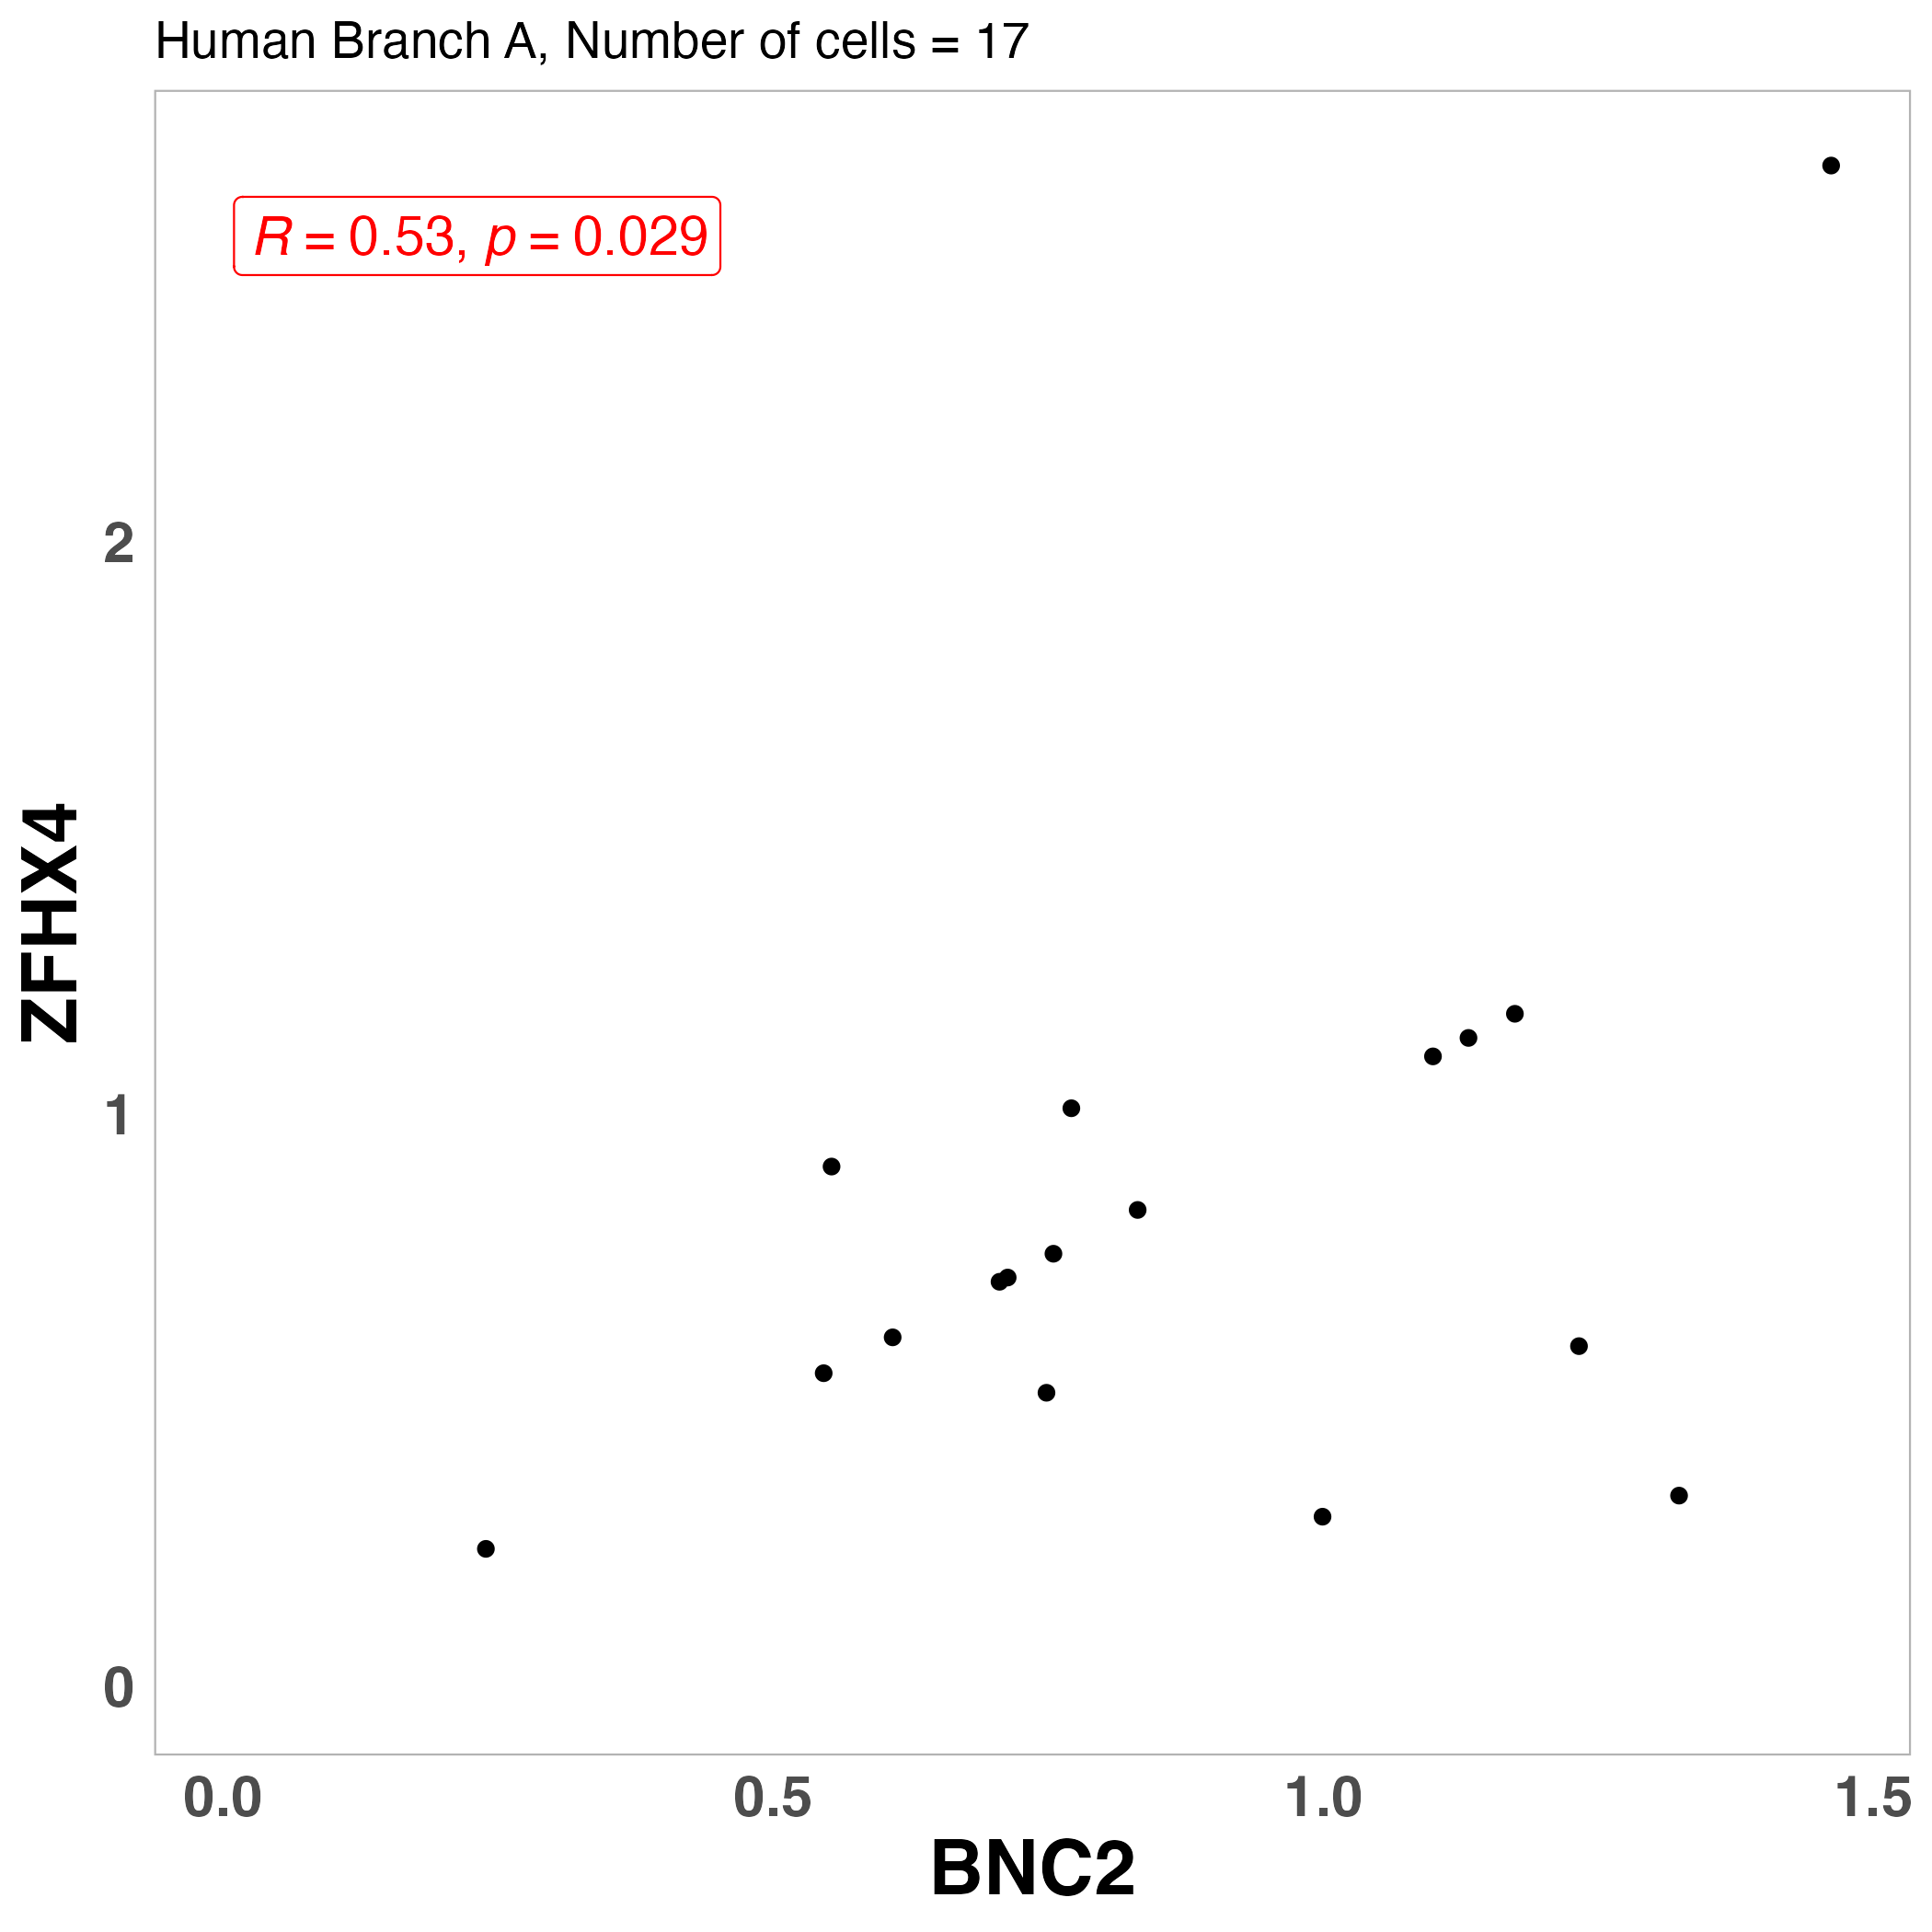 Human Branch A, Number of cells = 17
R = 0.53, p = 0.029
2
1
0
ZFHX4
0.0 0.5 1.0 1.5
BNC2